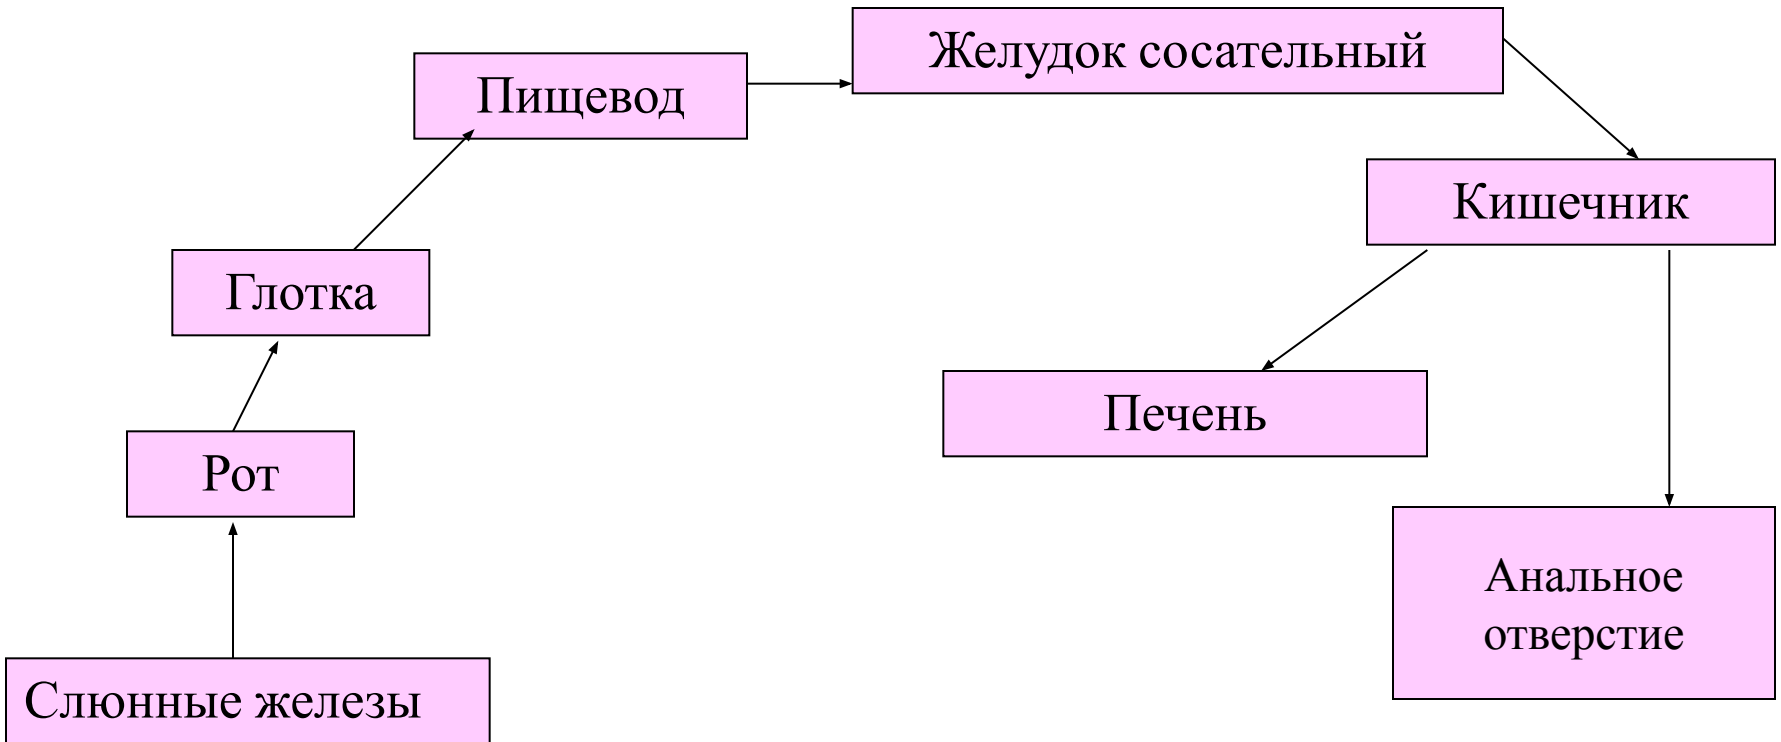 Желудок сосательный
Пищевод
Кишечник
Глотка
Печень
Рот
Анальное
отверстие
Слюнные железы